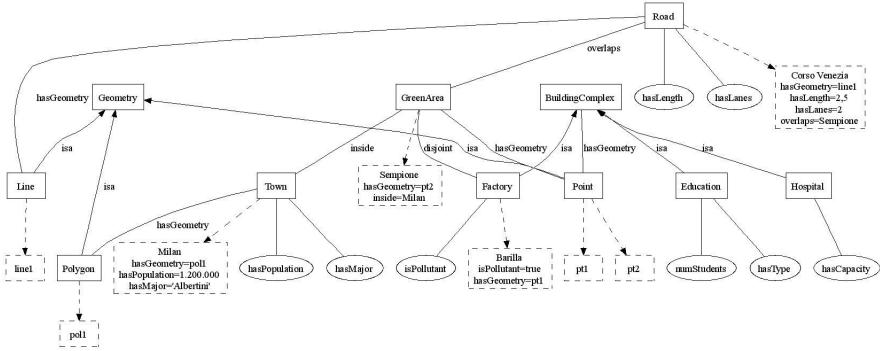 Road
overlaps
hasGeometry
Geometry
GreenArea
BuildingComplex
hasLength
hasLanes
Corso Venezia
hasGeometry=line1
hasLength=2,5
hasLanes=2
overlaps=Sempione
isa
inside
disjoint
isa
hasGeometry
isa
hasGeometry
isa
isa
isa
Line
Town
Sempione
hasGeometry=pt2
inside=Milan
Factory
Point
Education
Hospital
hasGeometry
line1
Polygon
Milan
hasGeometry=pol1
hasPopulation=1.200.000
hasMajor='Albertini'
hasPopulation
hasMajor
isPollutant
Barilla
isPollutant=true
hasGeometry=pt1
pt1
pt2
numStudents
hasType
hasCapacity
pol1